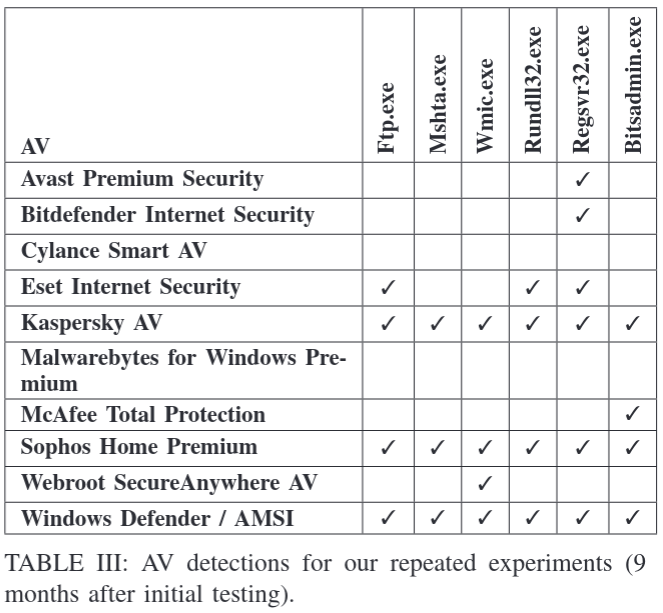 AV Ftp.exe Mshta.exe Wmic.exe Rundll32.exe Regsvr32.exe Bitsadmin.exe
Avast Premium Security ✓
Bitdefender Internet Security ✓
Cylance Smart AV
Eset Internet Security ✓ ✓ ✓
Kaspersky AV ✓ ✓ ✓ ✓ ✓ ✓
Malwarebytes for Windows Pre-
mium
McAfee Total Protection ✓
Sophos Home Premium ✓ ✓ ✓ ✓ ✓ ✓
Webroot SecureAnywhere AV ✓
Windows Defender / AMSI ✓ ✓ ✓ ✓ ✓ ✓
TABLE III: AV detections for our repeated experiments (9
months after initial testing).